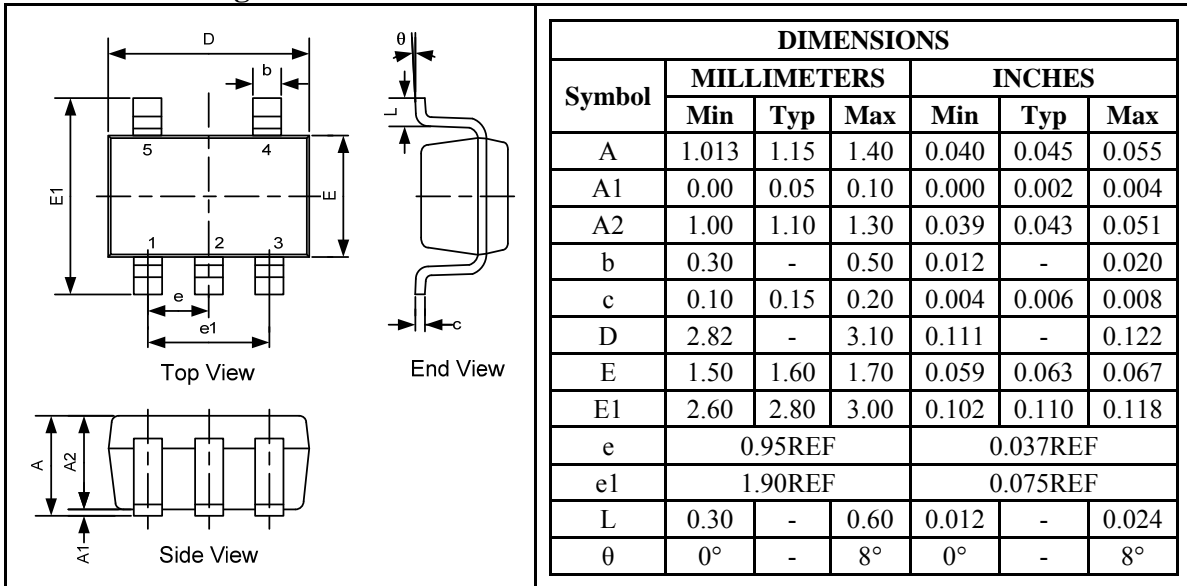 D
θ
b
L
5 4
E1
E
1 2 3
e
e1
c
Top View
End View
A
A2
A1
Side View
DIMENSIONS
Symbol MILLIMETERS INCHES
Min Typ Max Min Typ Max
A 1.013 1.15 1.40 0.040 0.045 0.055
A1 0.00 0.05 0.10 0.000 0.002 0.004
A2 1.00 1.10 1.30 0.039 0.043 0.051
b 0.30 - 0.50 0.012 - 0.020
c 0.10 0.15 0.20 0.004 0.006 0.008
D 2.82 - 3.10 0.111 - 0.122
E 1.50 1.60 1.70 0.059 0.063 0.067
E1 2.60 2.80 3.00 0.102 0.110 0.118
e 0.95REF 0.037REF
e1 1.90REF 0.075REF
L 0.30 - 0.60 0.012 - 0.024
θ 0° - 8° 0° - 8°